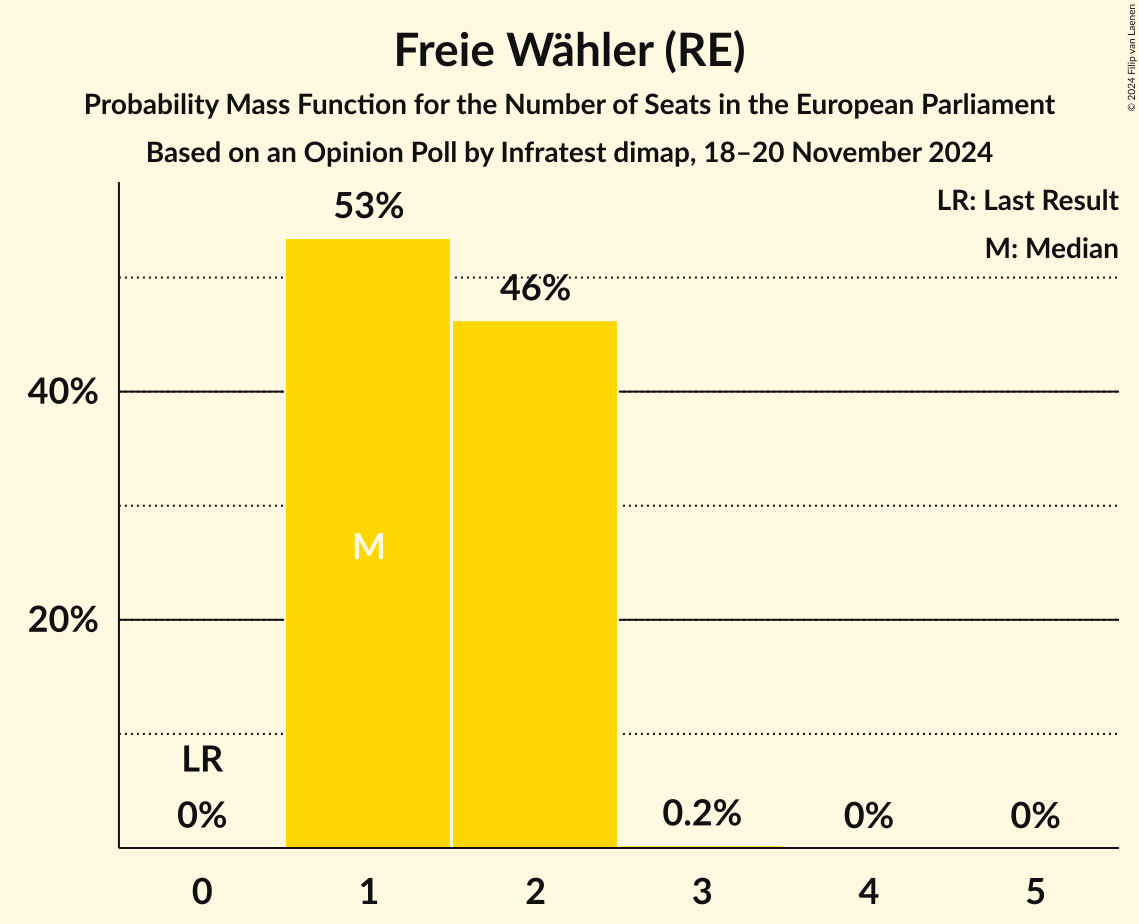 Freie Wähler (RE)
Probability Mass Function for the Number of Seats in the European Parliament
Based on an Opinion Poll by Infratest dimap, 18–20 November 2024
© 2024 Filip van Laenen
LR: Last Result
M: Median
53%
46%
40%
M
20%
LR
0%
0.2%
0%
0%
0 1 2 3 4 5